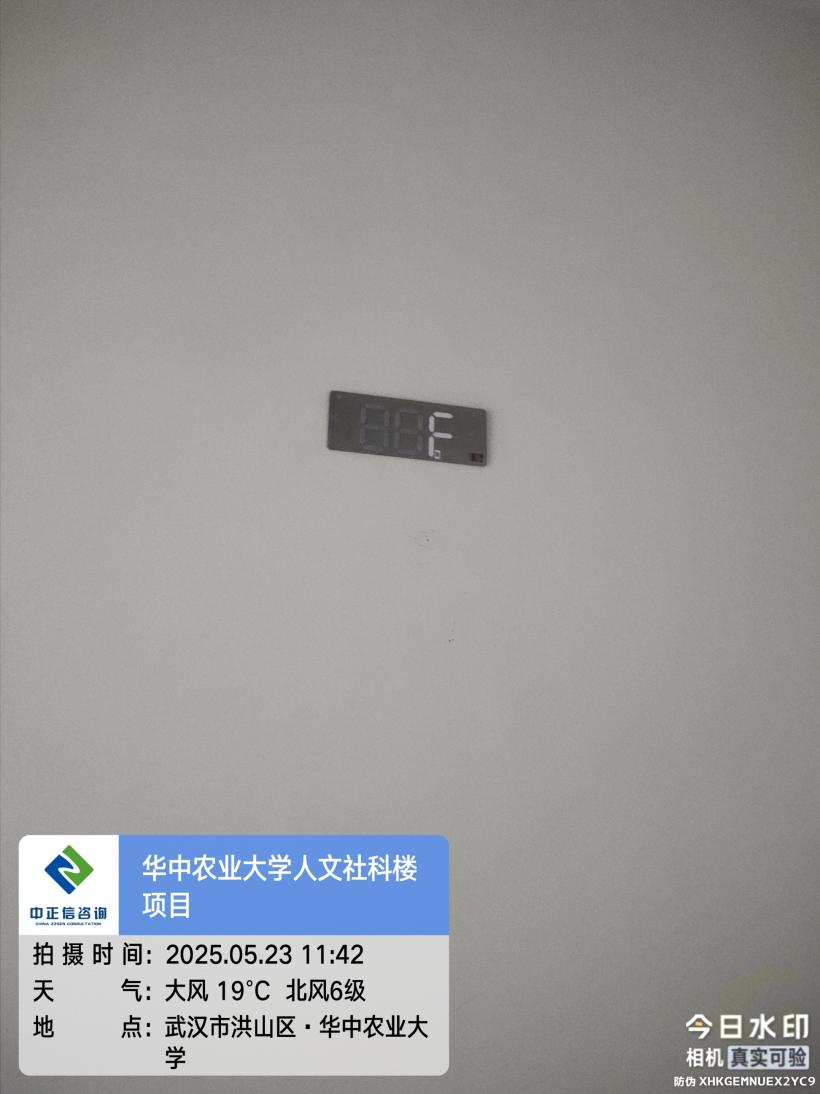 F
华中农业大学人文社科楼
项目
中正信咨询
CHINA ZZSEN CONSULTATION
拍摄时间：2025.05.23 11:42
天气：大风 19℃ 北风6级
地点：武汉市洪山区·华中农业大
学
今日水印
相机 真实可验
防伪 XHKGEMNUEX2YC9